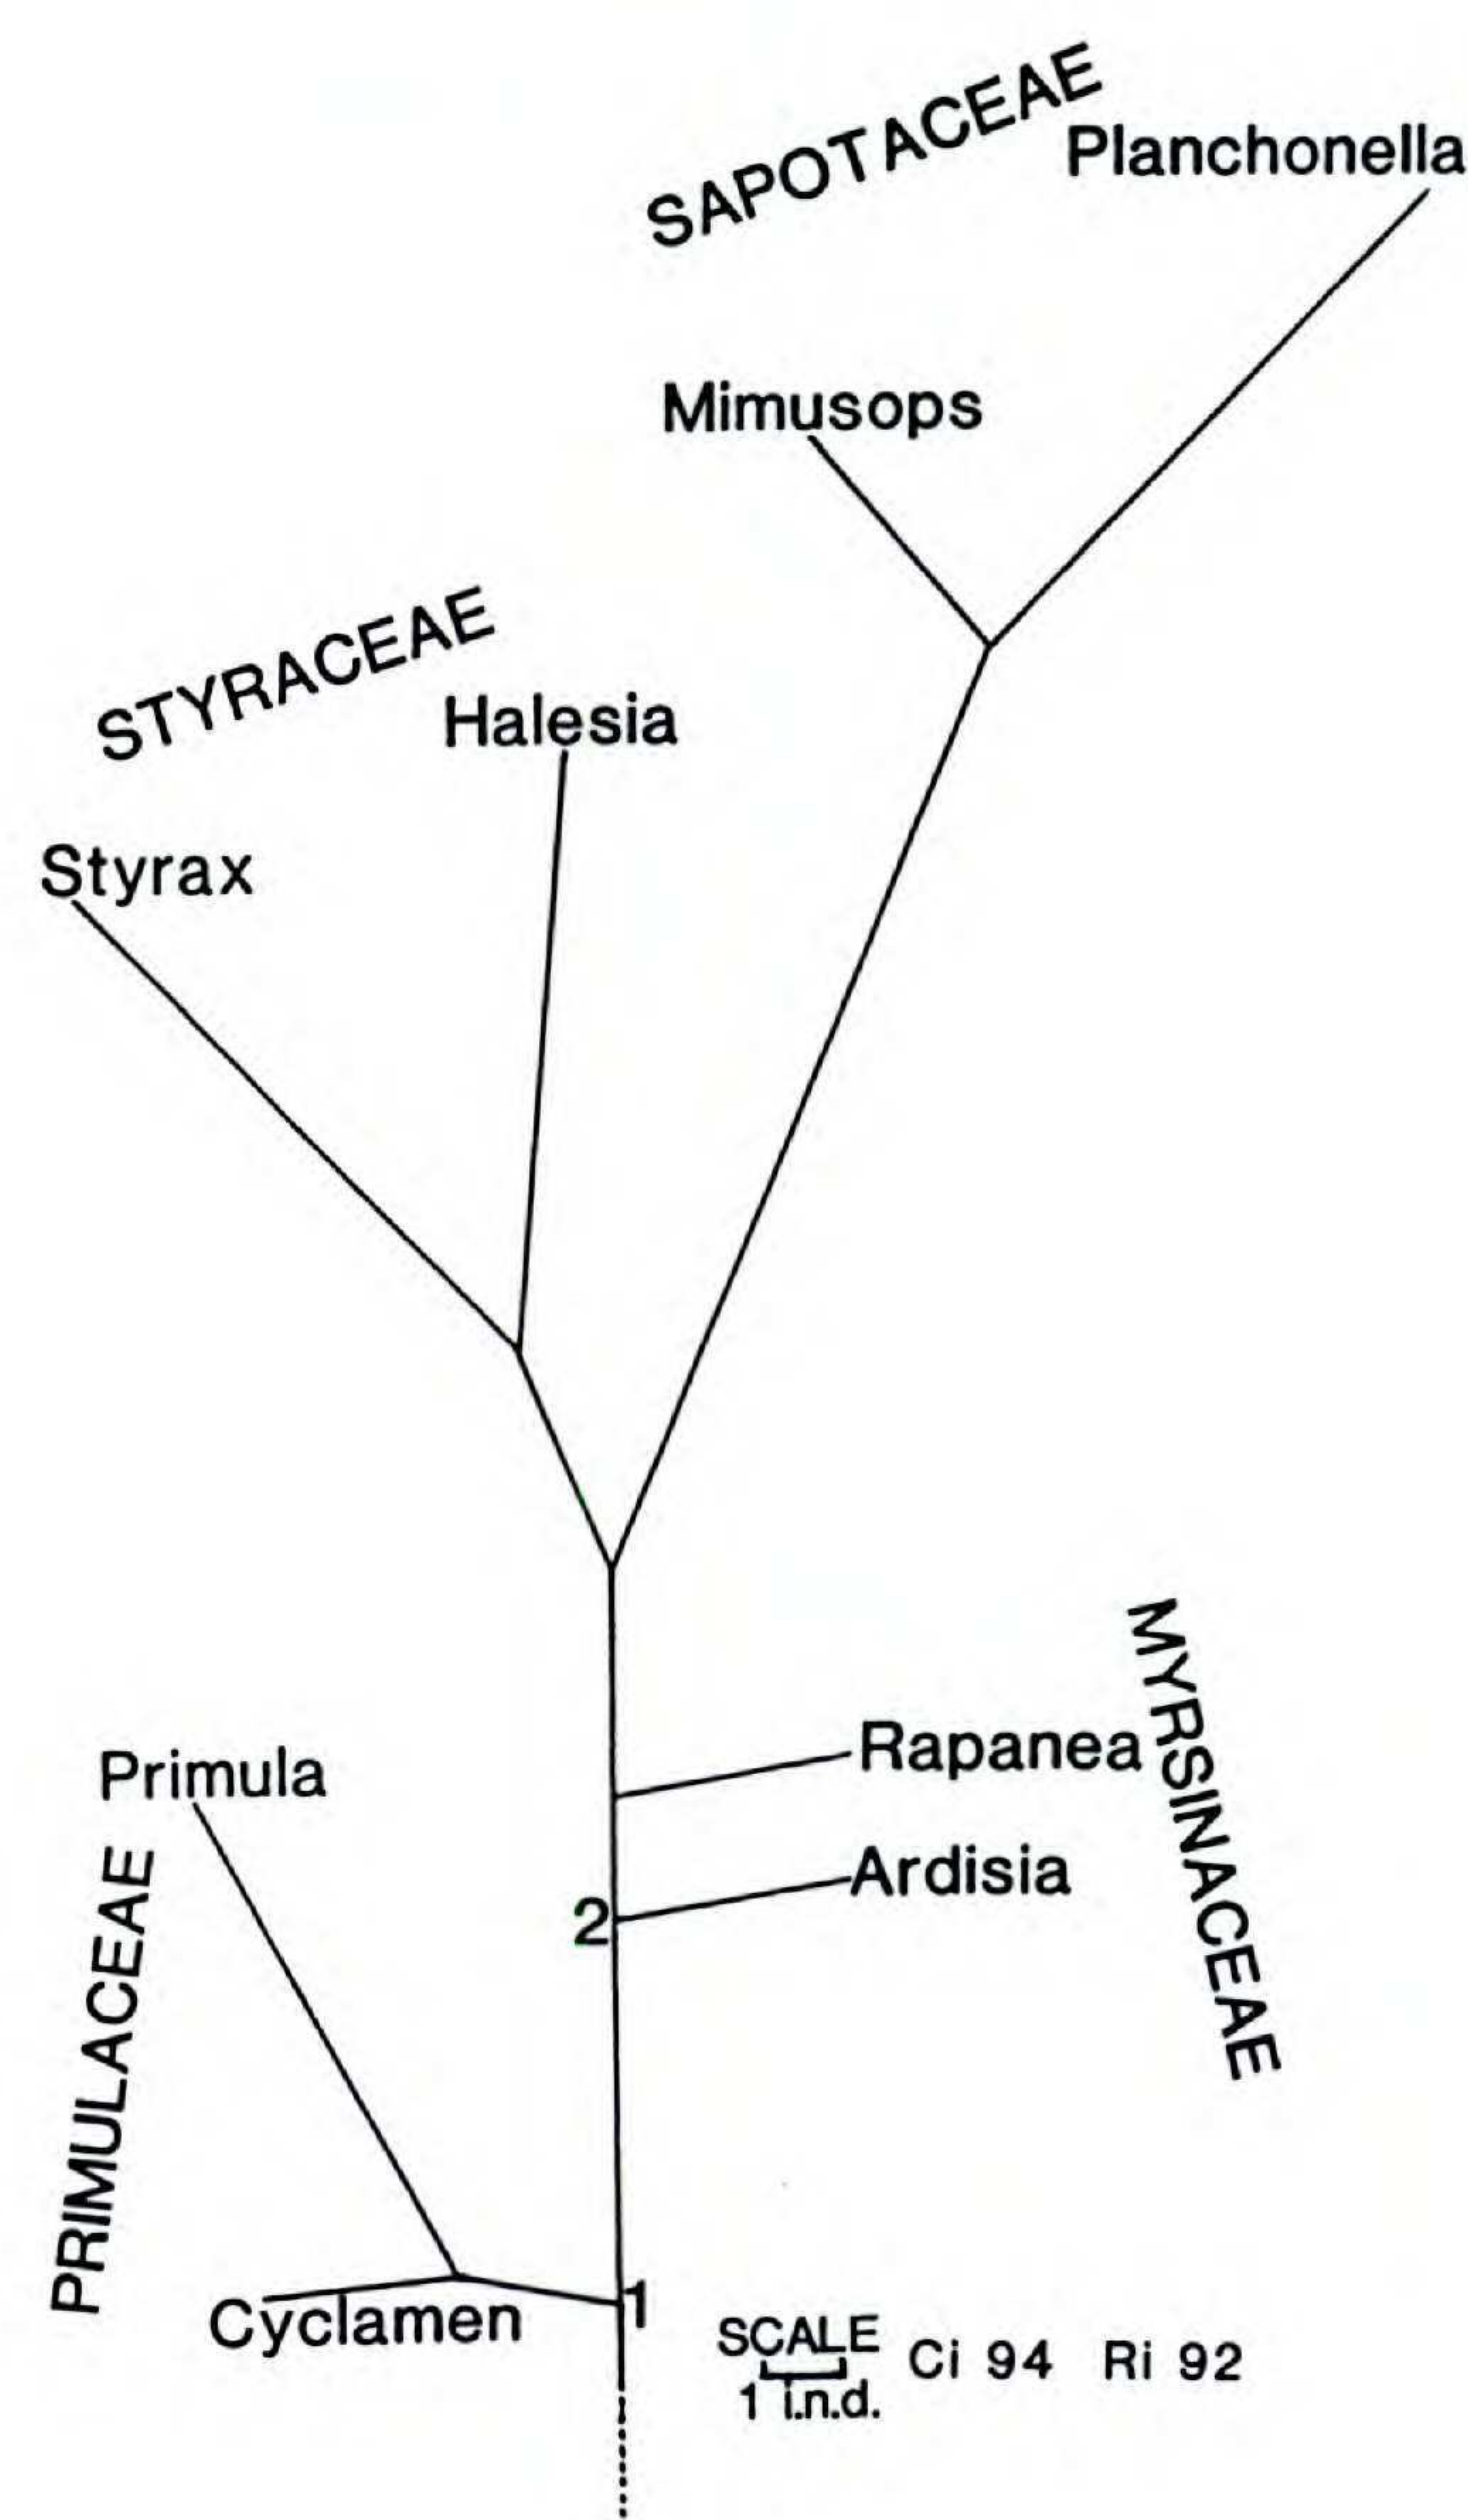 SAPOTACEAE
Planchonella
Mimusops
STYRACEAE
Halesia
Styrax
MYRSINACEAE
Rapanea
Primula
Ardisia
PRIMULACEAE
2
1
Cyclamen
SCALE
1 i.n.d.
Ci 94 Ri 92